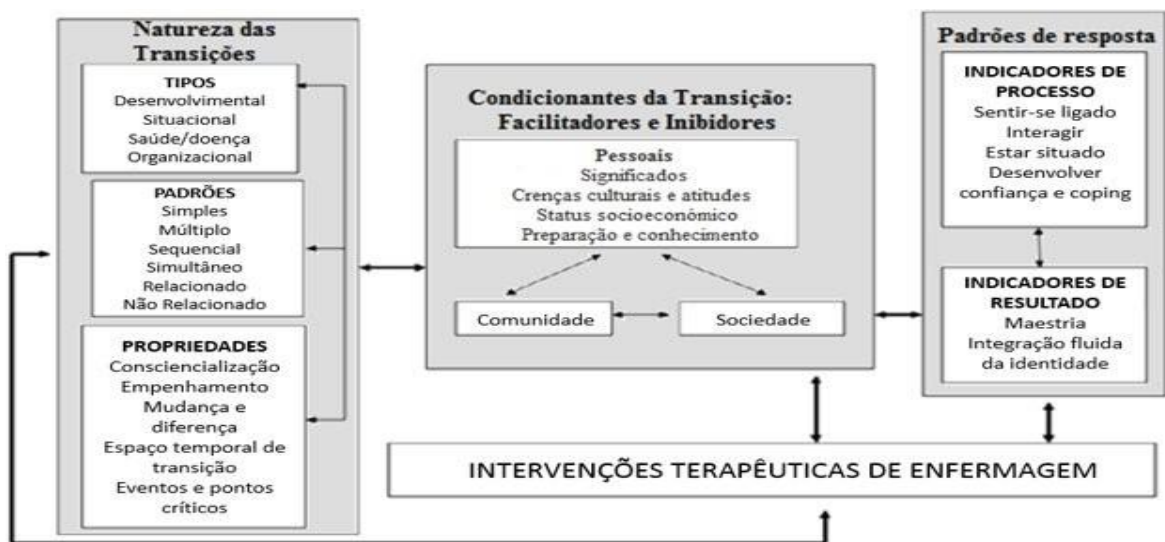 Natureza das
Transições
TIPOS
Desenvolvimental
Situacional
Saúde/doença
Organizacional
PADRÕES
Simples
Múltiplo
Sequencial
Simultâneo
Relacionado
Não Relacionado
PROPRIEDADES
Consciencialização
Empenhamento
Mudança e
diferença
Espaço temporal de
transição
Eventos e pontos
críticos
Condicionantes da Transição:
Facilitadores e Inibidores
Pessoais
Significados
Crenças culturais e atitudes
Status socioeconómico
Preparação e conhecimento
Comunidade
Sociedade
Padrões de resposta
INDICADORES DE
PROCESSO
Sentir-se ligado
Interagir
Estar situado
Desenvolver
confiança e coping
INDICADORES DE
RESULTADO
Maestria
Integração fluida
da identidade
INTERVENÇÕES TERAPÊUTICAS DE ENFERMAGEM